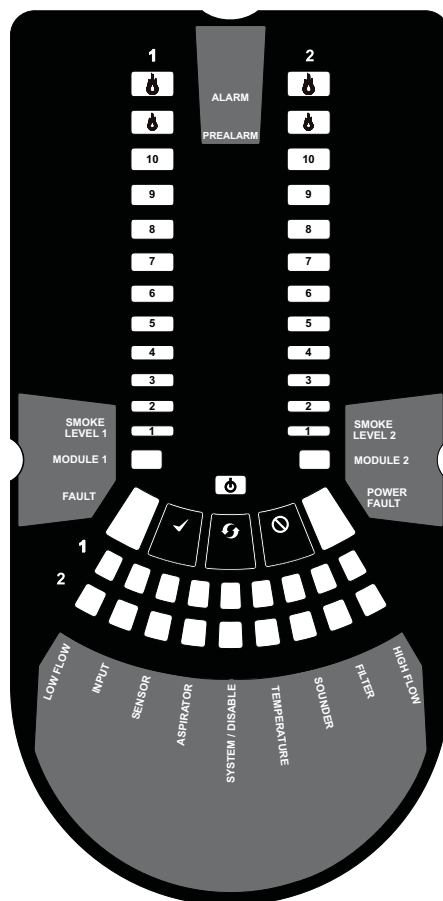 1 2
ALARM
PREALARM
10 10
9 9
8 8
7 7
6 6
5 5
4 4
3 3
2 2
1 1
SMOKE
LEVEL 1
MODULE 1
FAULT
SMOKE
LEVEL 2
MODULE 2
POWER
FAULT
1
2
LOW FLOW
INPUT
SENSOR
ASPIRATOR
SYSTEM / DISABLE
TEMPERATURE
SOUNDER
FILTER
HIGH FLOW